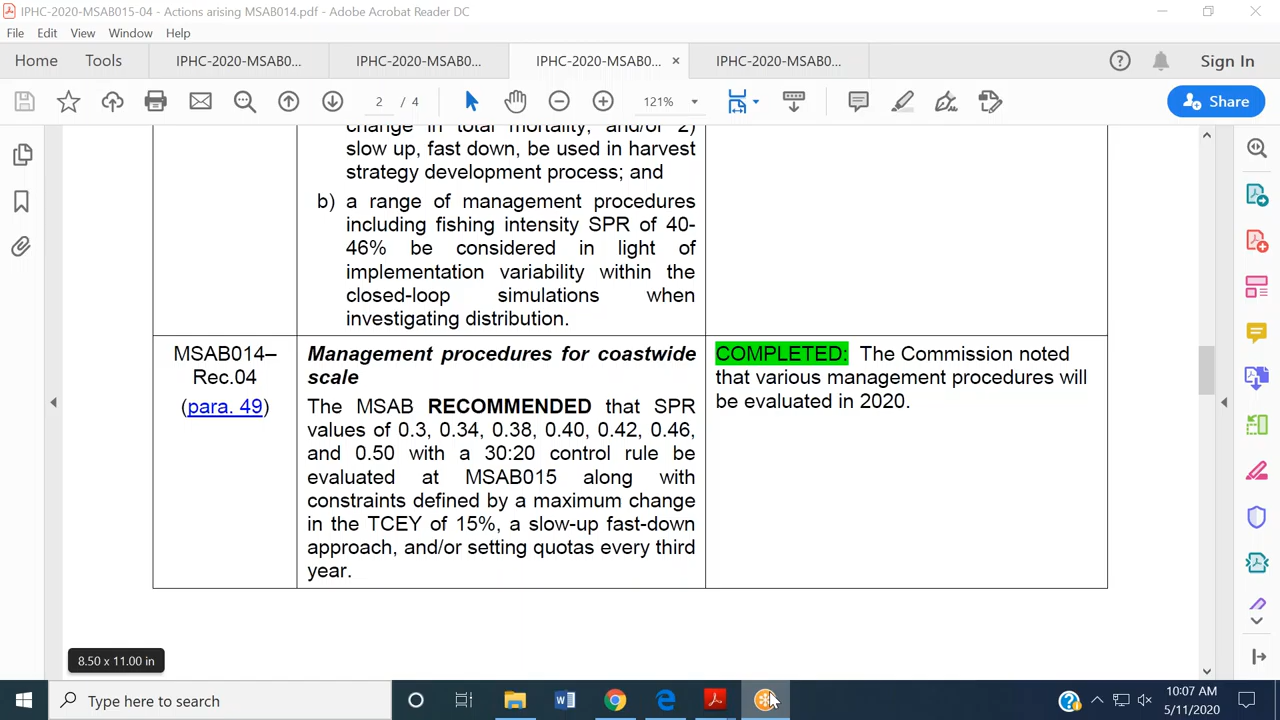 IPHC-2020-MSAB015-04 - Actions arising MSAB014.pdf - Adobe Acrobat Reader DC
File Edit View Window Help
Home Tools IPHC-2020-MSAB0... IPHC-2020-MSAB0... IPHC-2020-MSAB0... × IPHC-2020-MSAB0... Sign In
2 / 4 121% Share
change in total mortality; and/or 2)
slow up, fast down, be used in harvest
strategy development process; and
b) a range of management procedures
including fishing intensity SPR of 40-
46% be considered in light of
implementation variability within the
closed-loop simulations when
investigating distribution.
MSAB014–
Rec.04
(para. 49)
Management procedures for coastwide
scale
The MSAB RECOMMENDED that SPR
values of 0.3, 0.34, 0.38, 0.40, 0.42, 0.46,
and 0.50 with a 30:20 control rule be
evaluated at MSAB015 along with
constraints defined by a maximum change
in the TCEY of 15%, a slow-up fast-down
approach, and/or setting quotas every third
year.
COMPLETED: The Commission noted
that various management procedures will
be evaluated in 2020.
8.50 x 11.00 in
Type here to search
10:07 AM
5/11/2020